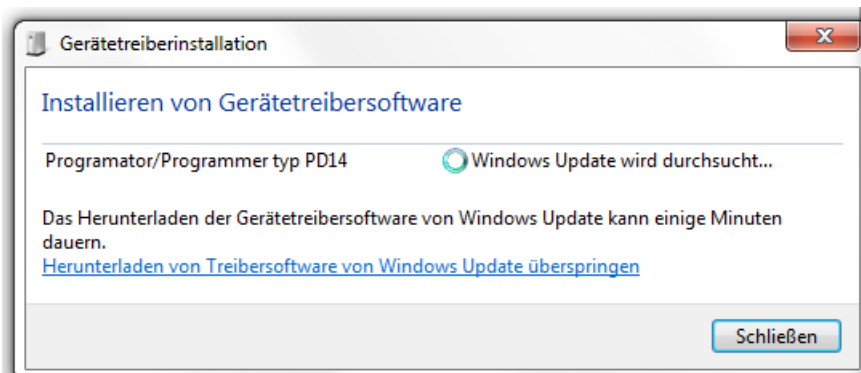 Gerätetreiberinstallation
Installieren von Gerätetreibersoftware
Programator/Programmer typ PD14 Windows Update wird durchsucht...
Das Herunterladen der Gerätetreibersoftware von Windows Update kann einige Minuten
dauern.
Herunterladen von Treibersoftware von Windows Update überspringen
Schließen